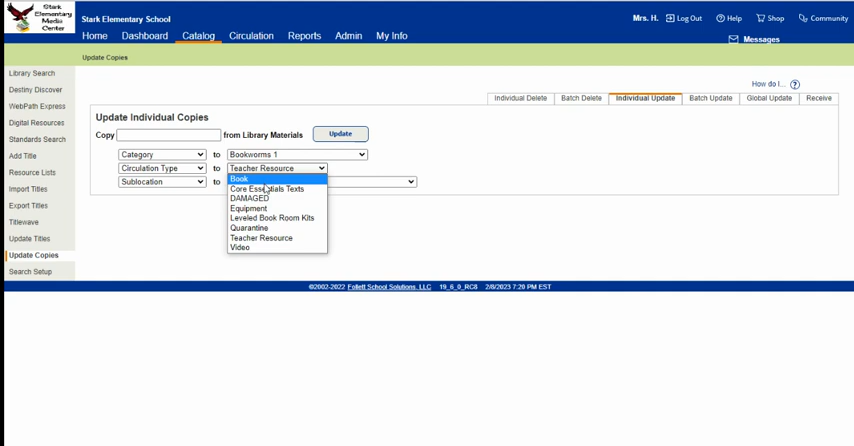 Stark
Elementary
Media
Center
Stark Elementary School
Mrs. H. Log Out Help Shop Community
Home Dashboard Catalog Circulation Reports Admin My Info
Messages
Update Copies
Library Search
Destiny Discover
WebPath Express
Digital Resources
Standards Search
Add Title
Resource Lists
Import Titles
Export Titles
Titlewave
Update Titles
Update Copies
Search Setup
How do I... ?
Individual Delete Batch Delete Individual Update Batch Update Global Update Receive
Update Individual Copies
Copy from Library Materials Update
Category to Bookworms 1
Circulation Type to Teacher Resource
Sublocation to
Book
Core Essentials Texts
DAMAGED
Equipment
Leveled Book Room Kits
Quarantine
Teacher Resource
Video
©2002-2022 Follett School Solutions, LLC 19_6_0_RC8 2/8/2023 7:20 PM EST